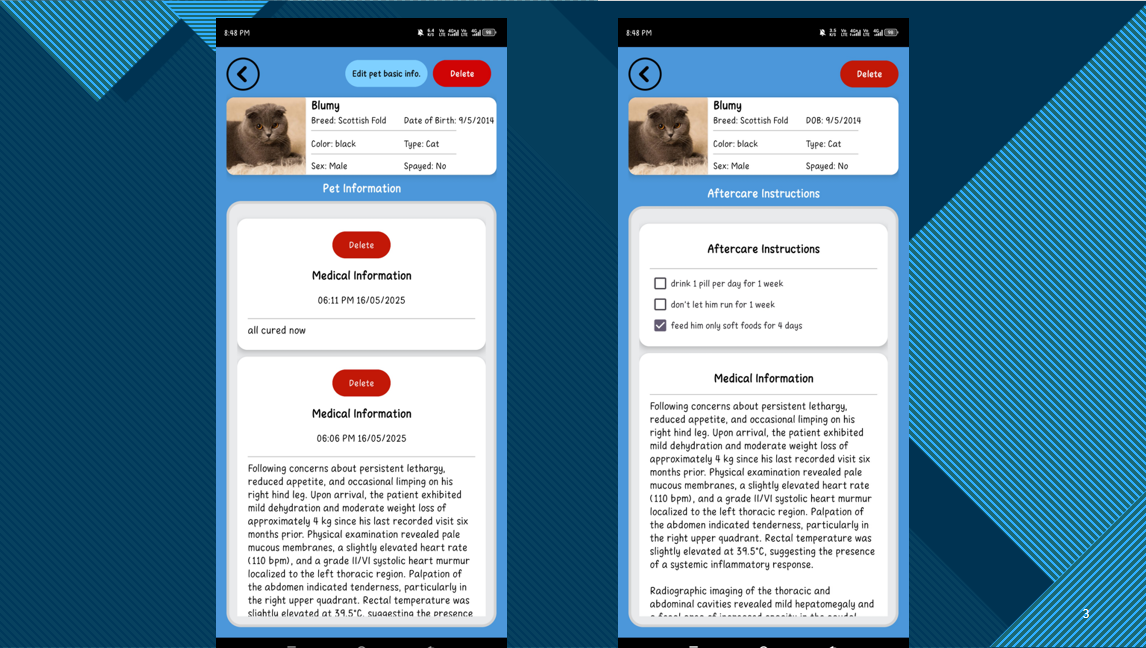 8:48 PM
98
Edit pet basic info.
Delete
Blumy
Breed: Scottish Fold Date of Birth: 9/5/2014
Color: black Type: Cat
Sex: Male Spayed: No
Pet Information
Delete
Medical Information
06:11 PM 16/05/2025
all cured now
Delete
Medical Information
06:06 PM 16/05/2025
Following concerns about persistent lethargy,
reduced appetite, and occasional limping on his
right hind leg. Upon arrival, the patient exhibited
mild dehydration and moderate weight loss of
approximately 4 kg since his last recorded visit six
months prior. Physical examination revealed pale
mucous membranes, a slightly elevated heart rate
(110 bpm), and a grade II/VI systolic heart murmur
localized to the left thoracic region. Palpation of
the abdomen indicated tenderness, particularly in
the right upper quadrant. Rectal temperature was
slightly elevated at 39.5°C, suggesting the presence
8:48 PM
98
Delete
Blumy
Breed: Scottish Fold DOB: 9/5/2014
Color: black Type: Cat
Sex: Male Spayed: No
Aftercare Instructions
Aftercare Instructions
drink 1 pill per day for 1 week
don't let him run for 1 week
feed him only soft foods for 4 days
Medical Information
Following concerns about persistent lethargy,
reduced appetite, and occasional limping on his
right hind leg. Upon arrival, the patient exhibited
mild dehydration and moderate weight loss of
approximately 4 kg since his last recorded visit six
months prior. Physical examination revealed pale
mucous membranes, a slightly elevated heart rate
(110 bpm), and a grade II/VI systolic heart murmur
localized to the left thoracic region. Palpation of
the abdomen indicated tenderness, particularly in
the right upper quadrant. Rectal temperature was
slightly elevated at 39.5°C, suggesting the presence
of a systemic inflammatory response.
Radiographic imaging of the thoracic and
abdominal cavities revealed mild hepatomegaly and
3